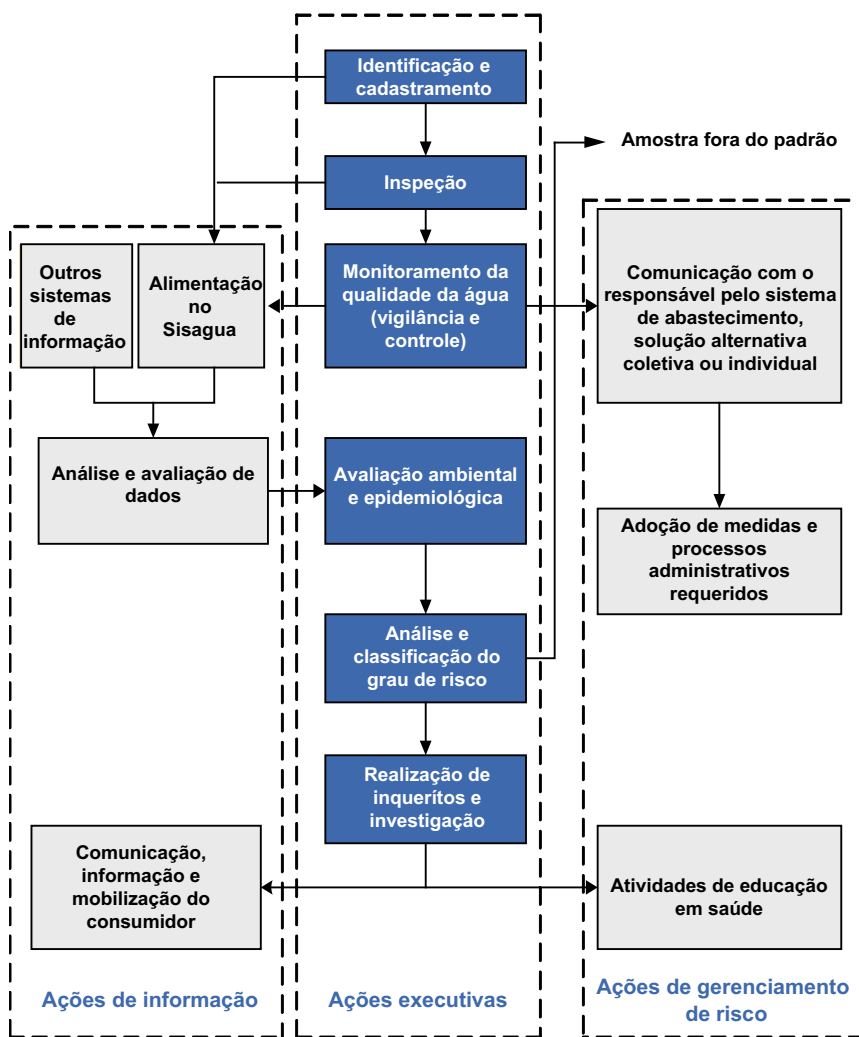 Identificação e
cadastramento
Amostra fora do padrão
Inspeção
Outros
sistemas
de
informação
Alimentação
no
Sisagua
Monitoramento da
qualidade da água
(vigilância e
controle)
Comunicação com o
responsável pelo sistema
de abastecimento,
solução alternativa
coletiva ou individual
Análise e avaliação de
dados
Avaliação ambiental
e epidemiológica
Adoção de medidas e
processos
administrativos
requeridos
Análise e
classificação do
grau de risco
Realização de
inquerítos e
investigação
Comunicação,
informação e
mobilização do
consumidor
Atividades de educação
em saúde
Ações de informação
Ações executivas
Ações de gerenciamento
de risco